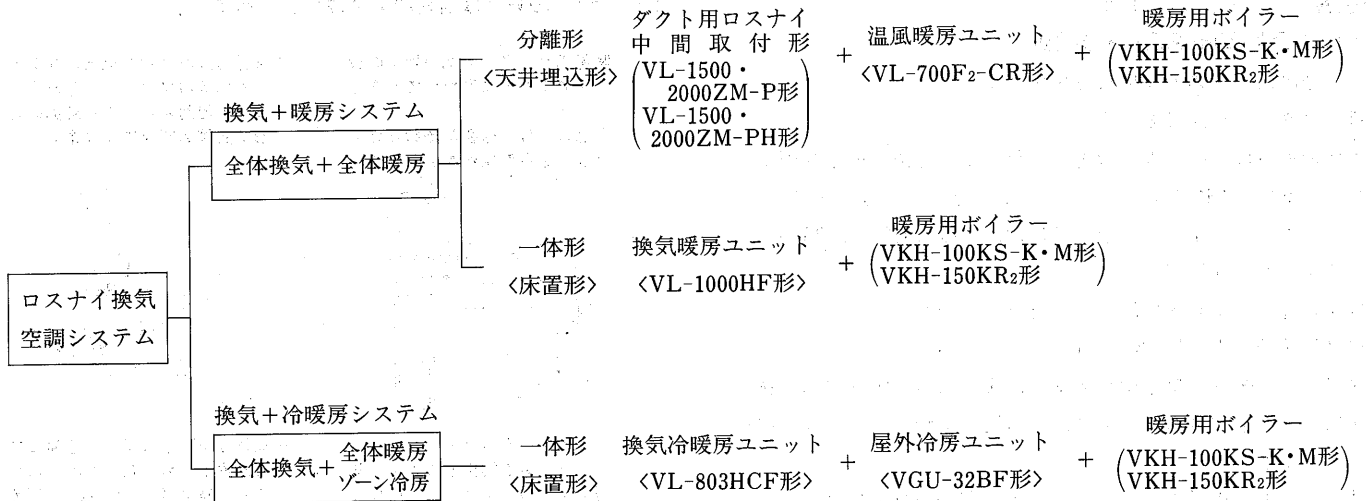 ロスナイ換気
空調システム
換気+暖房システム
全体換気+全体暖房
分離形
〈天井埋込形〉
ダクト用ロスナイ
中間取付形
(VL-1500・
2000ZM-P形
VL-1500・
2000ZM-PH形)
+
温風暖房ユニット
〈VL-700F₂-CR形〉
+
暖房用ボイラー
(VKH-100KS-K・M形
VKH-150KR₂形)
一体形
〈床置形〉
換気暖房ユニット
〈VL-1000HF形〉
+
暖房用ボイラー
(VKH-100KS-K・M形
VKH-150KR₂形)
換気+冷暖房システム
全体換気+
全体暖房
ゾーン冷房
一体形
〈床置形〉
換気冷暖房ユニット
〈VL-803HCF形〉
+
屋外冷房ユニット
〈VGU-32BF形〉
+
暖房用ボイラー
(VKH-100KS-K・M形
VKH-150KR₂形)